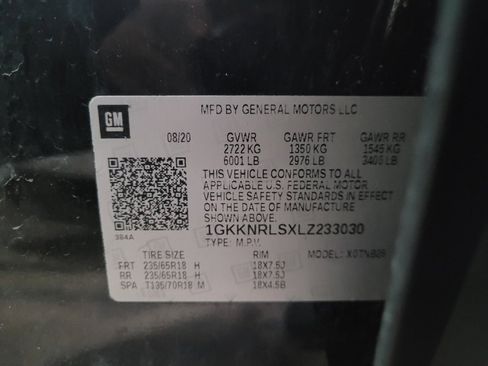 GM
MFD BY GENERAL MOTORS LLC
08/20 GVWR GAWR FRT GAWR RR
2722 KG 1350 KG 1545 KG
6001 LB 2976 LB 3406 LB
THIS VEHICLE CONFORMS TO ALL
APPLICABLE U.S. FEDERAL MOTOR
VEHICLE SAFETY STANDARDS IN EFFECT
ON THE DATE OF MANUFACTURE
SHOWN ABOVE.
384A
1GKKNRLSXLZ233030
TYPE: M.P.V. MODEL:
TIRE SIZE RIM
FRT 235/65R18 H 18X7.5J
RR 235/65R18 H 18X7.5J
SPA T135/70R18 M 18X4.5B